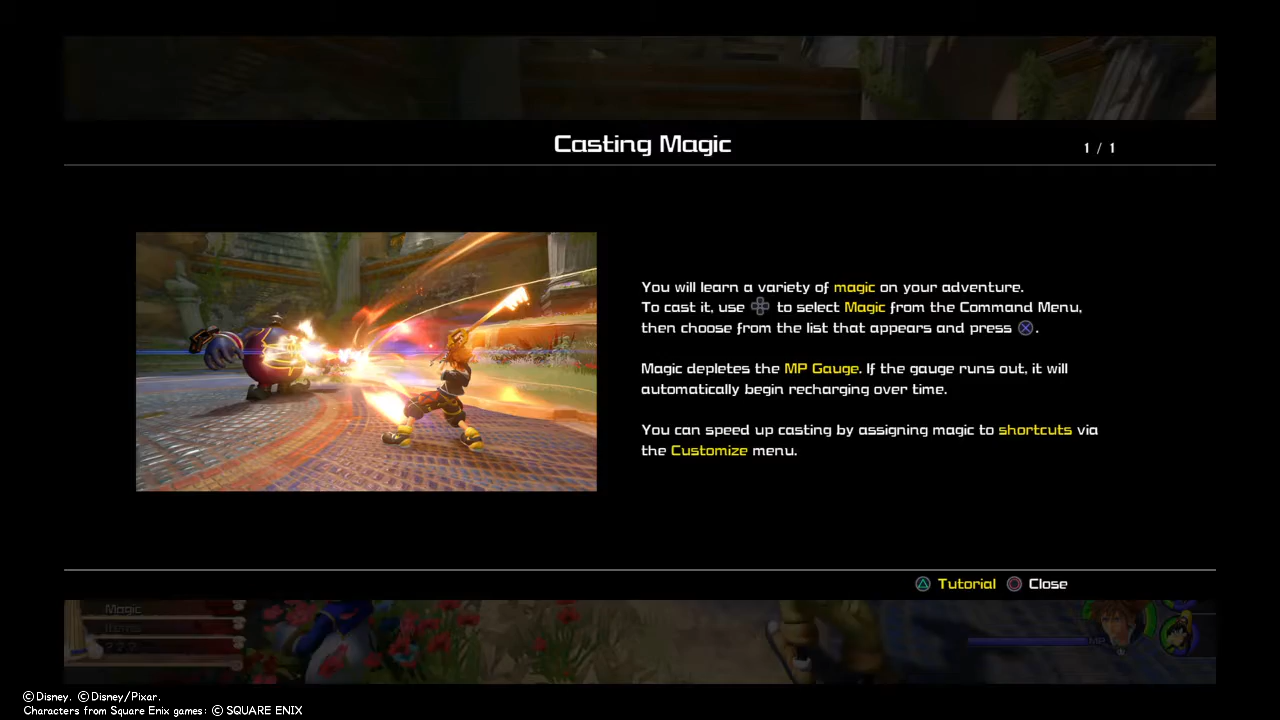 Casting Magic
1 / 1
You will learn a variety of magic on your adventure.
To cast it, use to select Magic from the Command Menu,
then choose from the list that appears and press .
Magic depletes the MP Gauge. If the gauge runs out, it will
automatically begin recharging over time.
You can speed up casting by assigning magic to shortcuts via
the Customize menu.
Tutorial Close
Magic
Items
???
MP
© Disney. © Disney/Pixar.
Characters from Square Enix games: © SQUARE ENIX